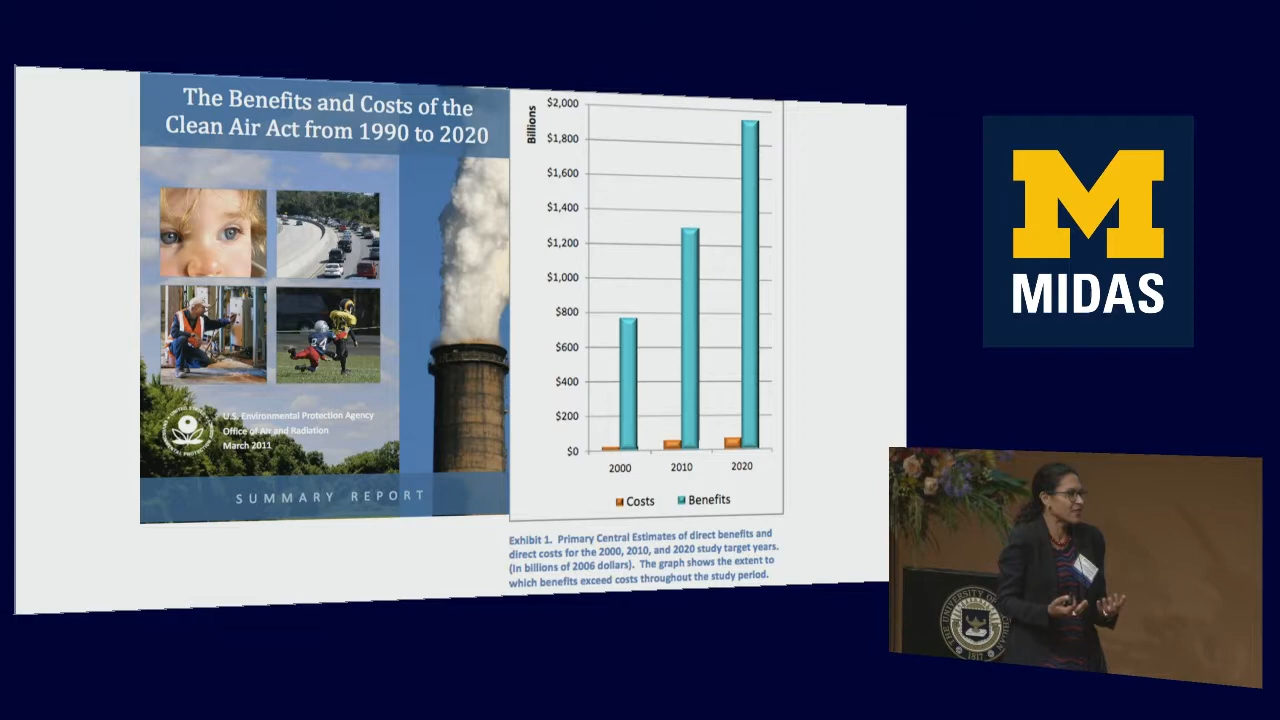 The Benefits and Costs of the
Clean Air Act from 1990 to 2020
U.S. Environmental Protection Agency
Office of Air and Radiation
March 2011
SUMMARY REPORT
Billions
$2,000
$1,800
$1,600
$1,400
$1,200
$1,000
$800
$600
$400
$200
$0
2000
2010
2020
Costs
Benefits
Exhibit 1. Primary Central Estimates of direct benefits and
direct costs for the 2000, 2010, and 2020 study target years.
(In billions of 2006 dollars). The graph shows the extent to
which benefits exceed costs throughout the study period.
M
MIDAS
THE UNIVERSITY OF
1817